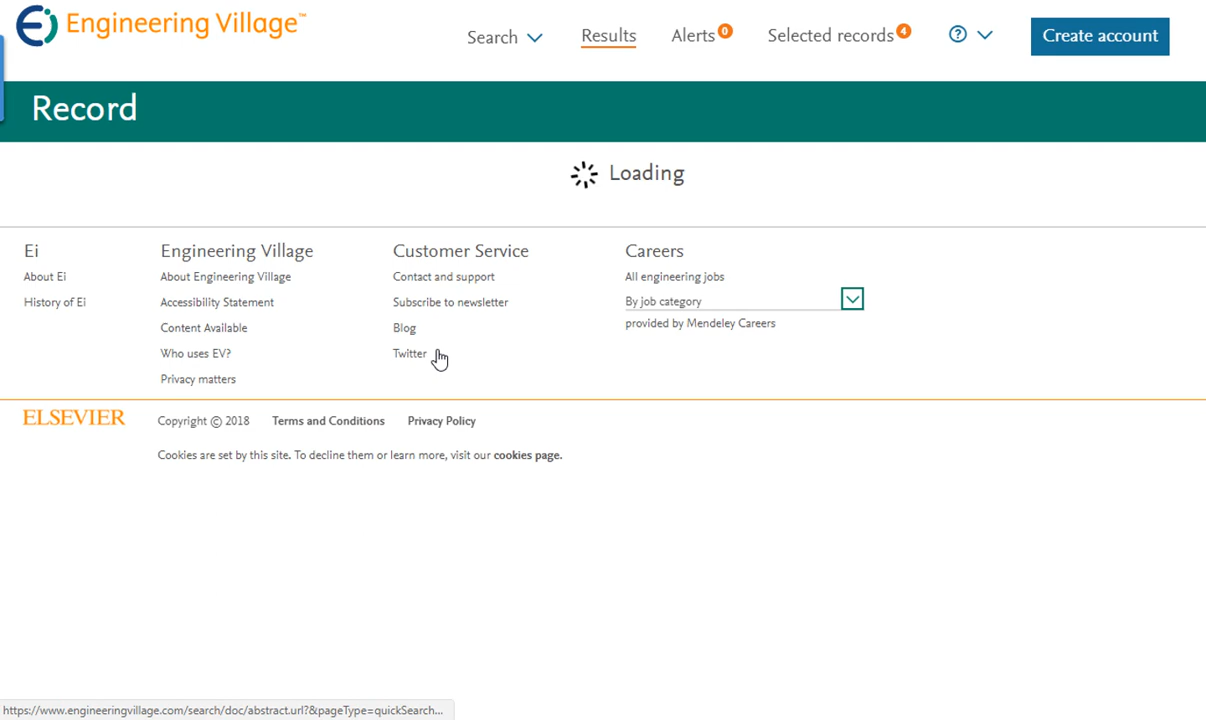 Engineering Village™
Search Results Alerts 0 Selected records 4 ? Create account
Record
Loading
Ei
About Ei
History of Ei
Engineering Village
About Engineering Village
Accessibility Statement
Content Available
Who uses EV?
Privacy matters
Customer Service
Contact and support
Subscribe to newsletter
Blog
Twitter
Careers
All engineering jobs
By job category
provided by Mendeley Careers
ELSEVIER
Copyright © 2018 Terms and Conditions Privacy Policy
Cookies are set by this site. To decline them or learn more, visit our cookies page.
https://www.engineeringvillage.com/search/doc/abstract.url?&pageType=quickSearch...